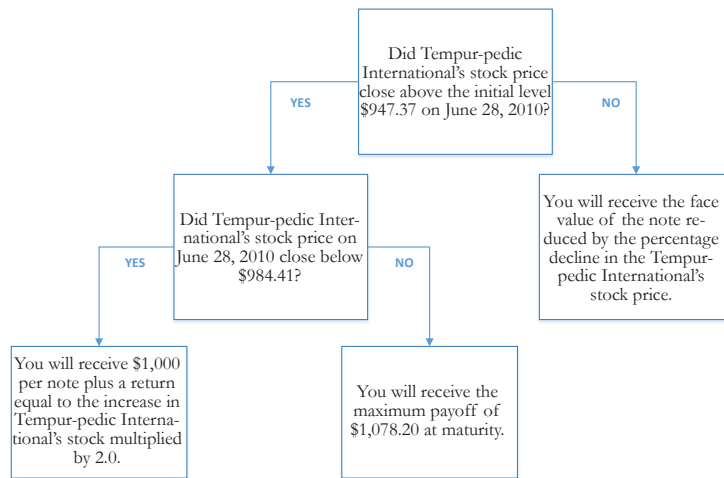 Did Tempur-pedic
International's stock price
close above the initial level
$947.37 on June 28, 2010?
YES
NO
Did Tempur-pedic Inter-
national's stock price on
June 28, 2010 close below
$984.41?
You will receive the face
value of the note re-
duced by the percentage
decline in the Tempur-
pedic International's
stock price.
YES
NO
You will receive $1,000
per note plus a return
equal to the increase in
Tempur-pedic Interna-
tional's stock multiplied
by 2.0.
You will receive the
maximum payoff of
$1,078.20 at maturity.